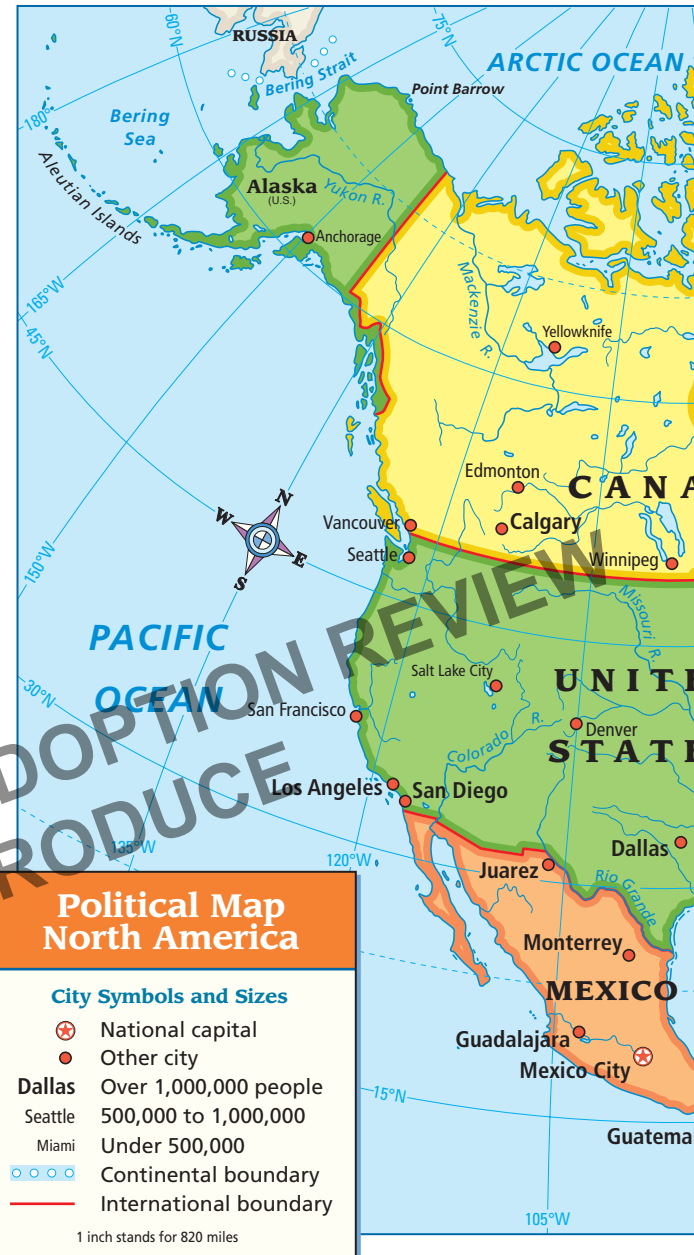 60°N
RUSSIA
75°N
ARCTIC OCEAN
Bering Strait
Point Barrow
180°
Bering
Sea
Aleutian Islands
Alaska
(U.S.)
Yukon R.
Anchorage
165°W
45°N
Mackenzie R.
Yellowknife
Edmonton
CANA
N
W
E
S
Vancouver
Calgary
Seattle
Winnipeg
150°W
Missouri R.
PACIFIC
OCEAN
30°N
Salt Lake City
UNITE
San Francisco
Denver
Colorado R.
STATE
DOPTION REVIEW
RODUCE
Los Angeles
San Diego
135°W
120°W
Dallas
Juarez
Rio Grande
Monterrey
MEXICO
Guadalajara
Mexico City
15°N
Guatema
105°W
Political Map
North America
City Symbols and Sizes
National capital
Other city
Dallas Over 1,000,000 people
Seattle 500,000 to 1,000,000
Miami Under 500,000
Continental boundary
International boundary
1 inch stands for 820 miles